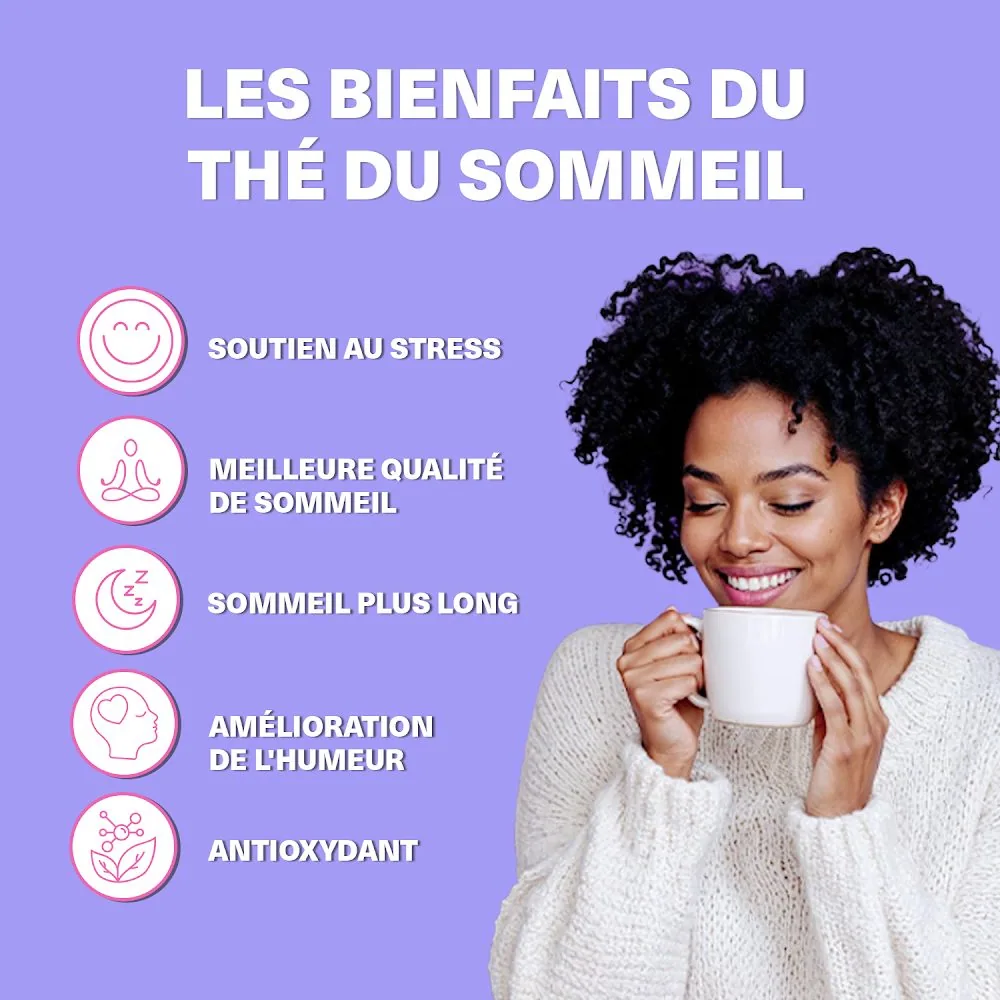 LES BIENFAITS DU
THÉ DU SOMMEIL
SOUTIEN AU STRESS
MEILLEURE QUALITÉ
DE SOMMEIL
Z
Z
Z
SOMMEIL PLUS LONG
AMÉLIORATION
DE L'HUMEUR
ANTIOXYDANT